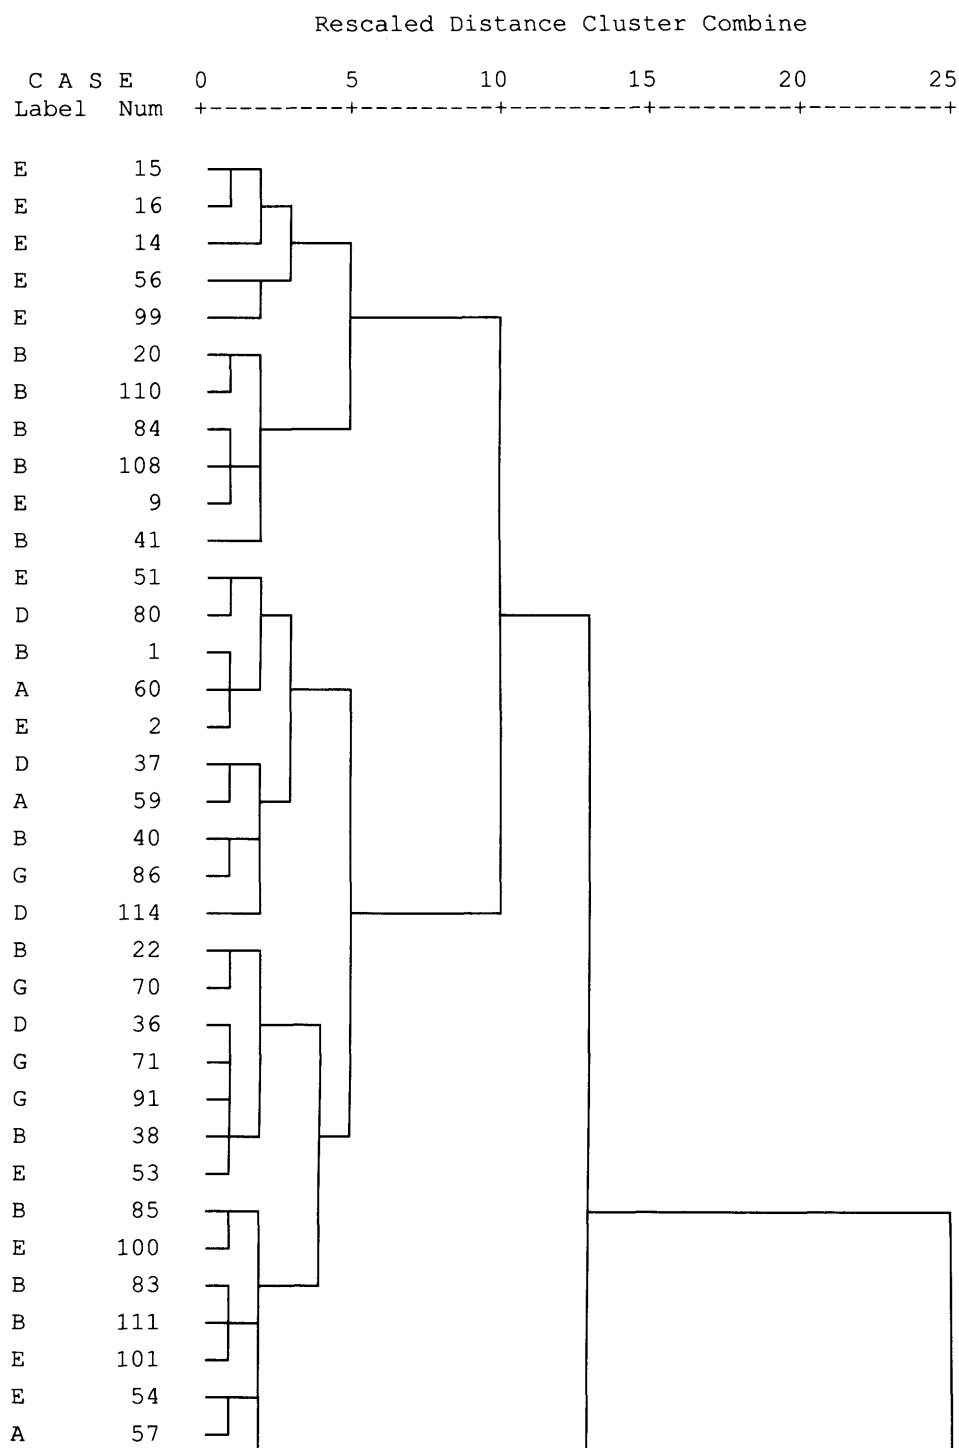 Rescaled Distance Cluster Combine
C A S E 0 5 10 15 20 25
Label Num +---------+---------+---------+---------+---------+
E 15
E 16
E 14
E 56
E 99
B 20
B 110
B 84
B 108
E 9
B 41
E 51
D 80
B 1
A 60
E 2
D 37
A 59
B 40
G 86
D 114
B 22
G 70
D 36
G 71
G 91
B 38
E 53
B 85
E 100
B 83
B 111
E 101
E 54
A 57